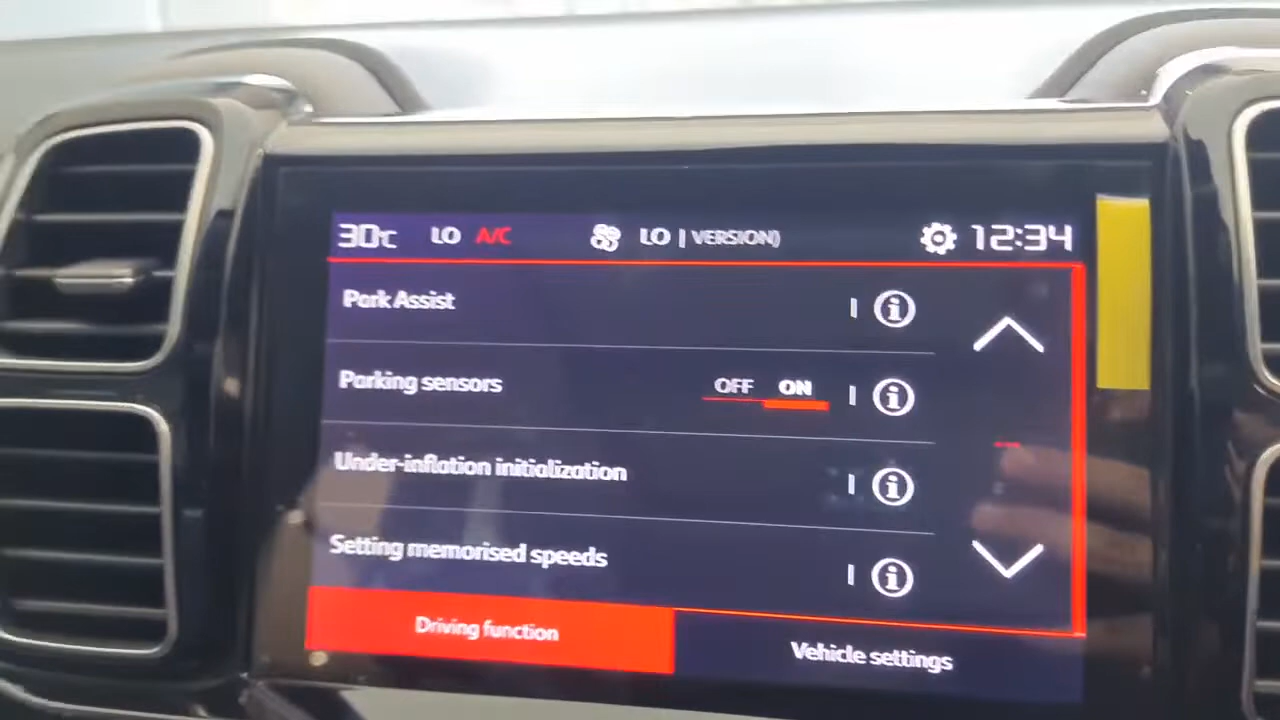 30c LO A/C LO | VERSION) 12:34
Park Assist
Parking sensors OFF ON
Under-inflation initialization
Setting memorised speeds
Driving function Vehicle settings